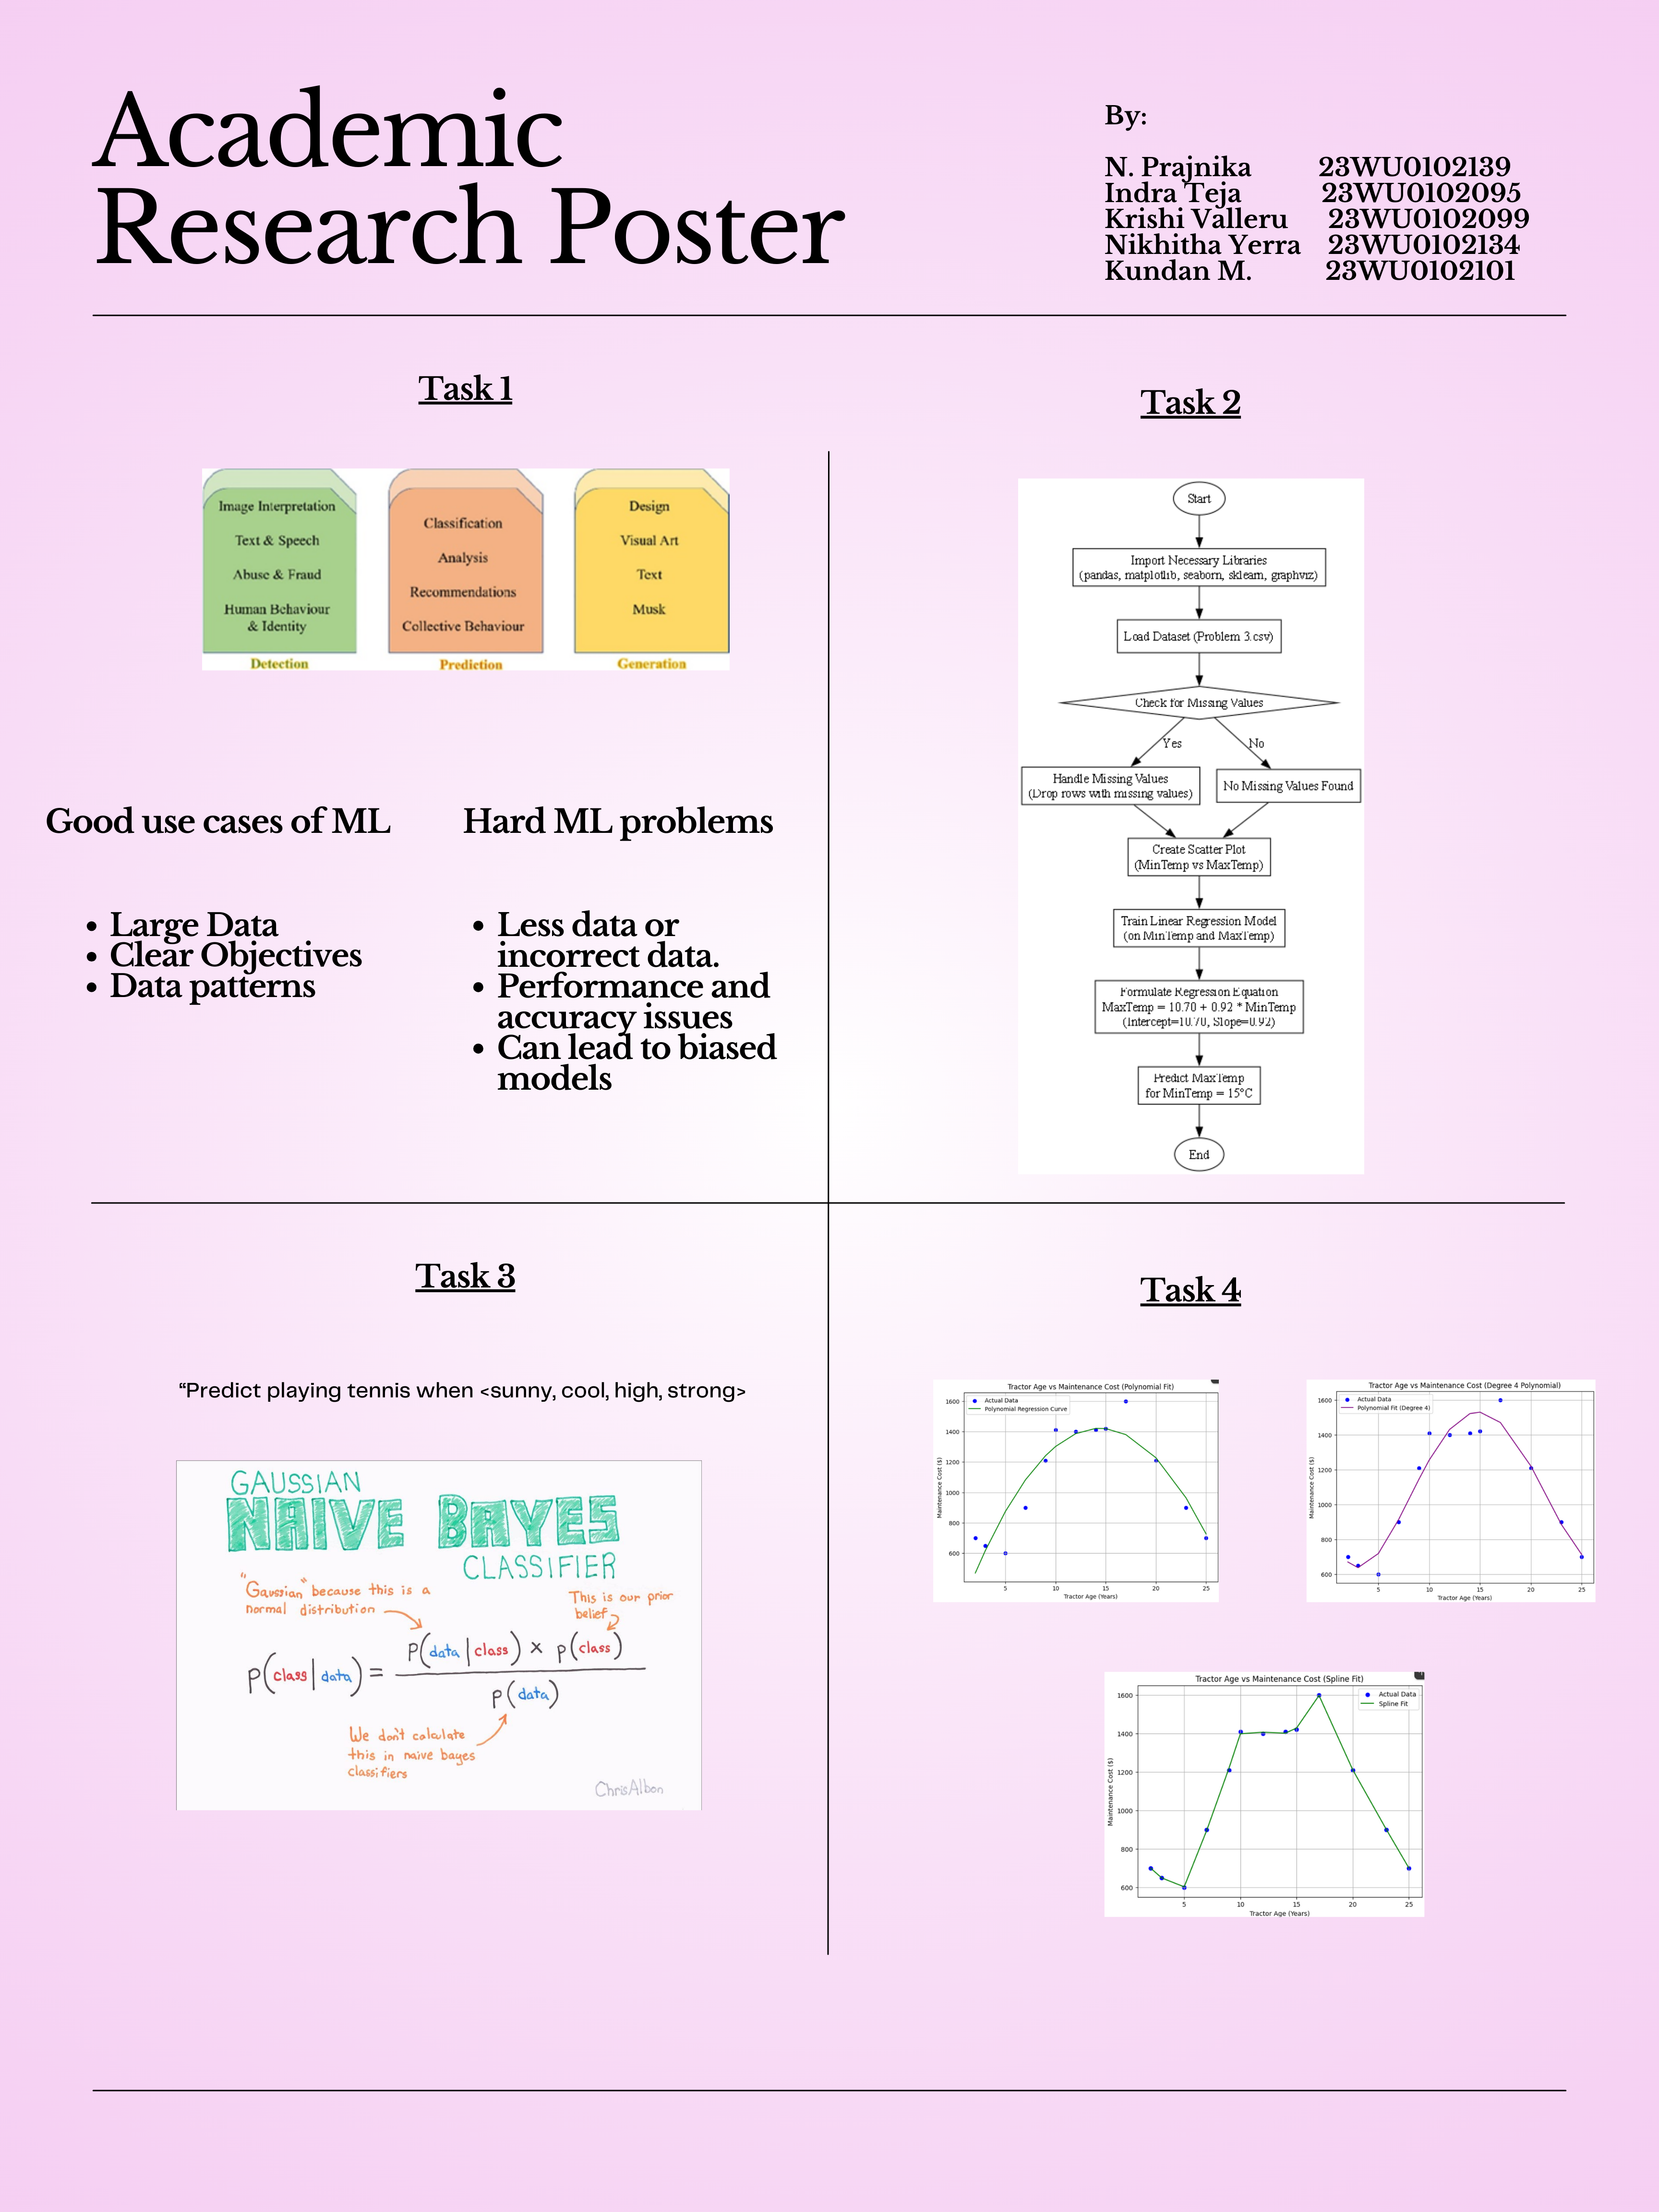 Academic
Research Poster
By:
N. Prajnika 23WU0102139
Indra Teja 23WU0102095
Krishi Valleru 23WU0102099
Nikhitha Yerra 23WU0102134
Kundan M. 23WU0102101
Task 1
Image Interpretation
Text & Speech
Abuse & Fraud
Human Behaviour
& Identity
Detection
Classification
Analysis
Recommendations
Collective Behaviour
Prediction
Design
Visual Art
Text
Musk
Generation
Good use cases of ML
• Large Data
• Clear Objectives
• Data patterns
Hard ML problems
• Less data or
incorrect data.
• Performance and
accuracy issues
• Can lead to biased
models
Task 2
Start
Import Necessary Libraries
(pandas, matplotlib, seaborn, sklearn, graphviz)
Load Dataset (Problem 3.csv)
Check for Missing Values
Yes
No
Handle Missing Values
(Drop rows with missing values)
No Missing Values Found
Create Scatter Plot
(MinTemp vs MaxTemp)
Train Linear Regression Model
(on MinTemp and MaxTemp)
Formulate Regression Equation
MaxTemp = 10.70 + 0.92 * MinTemp
(Intercept=10.70, Slope=0.92)
Predict MaxTemp
for MinTemp = 15°C
End
Task 3
“Predict playing tennis when <sunny, cool, high, strong>
GAUSSIAN
NAIVE BAYES
CLASSIFIER
"Gaussian" because this is a
normal distribution
This is our prior
belief
p(class|data) = p(data|class) × p(class)
p(data)
We don't calculate
this in naive bayes
classifiers
ChrisAlbon
Task 4
Tractor Age vs Maintenance Cost (Polynomial Fit)
Actual Data
Polynomial Regression Curve
Maintenance Cost ($)
1600
1400
1200
1000
800
600
5 10 15 20 25
Tractor Age (Years)
Tractor Age vs Maintenance Cost (Degree 4 Polynomial)
Actual Data
Polynomial Fit (Degree 4)
Maintenance Cost ($)
1600
1400
1200
1000
800
600
5 10 15 20 25
Tractor Age (Years)
Tractor Age vs Maintenance Cost (Spline Fit)
Actual Data
Spline Fit
Maintenance Cost ($)
1600
1400
1200
1000
800
600
5 10 15 20 25
Tractor Age (Years)